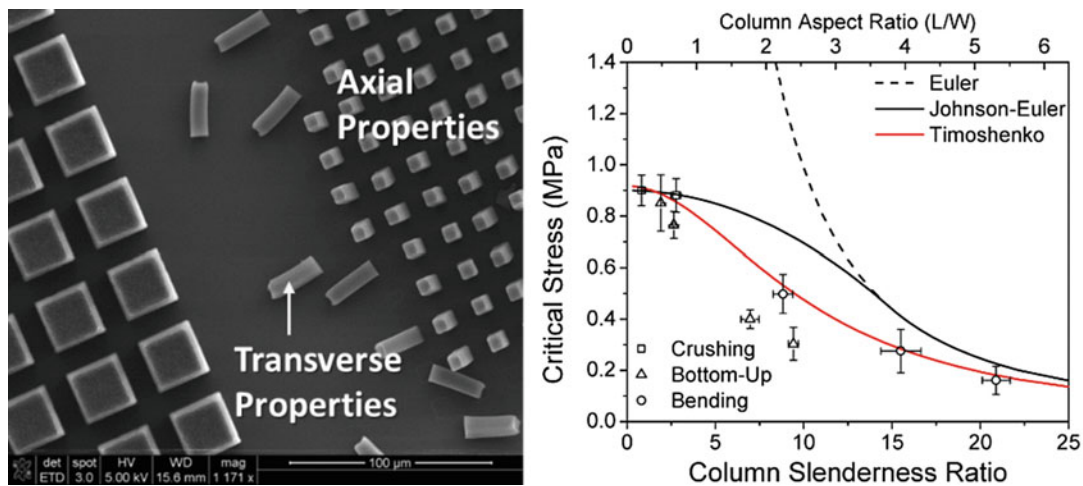 Axial
Properties
Transverse
Properties
det spot HV WD mag
ETD 3.0 5.00 kV 15.6 mm 1 171 x
100 µm
Column Aspect Ratio (L/W)
0 1 2 3 4 5 6
1.4
1.2
1.0
0.8
0.6
0.4
0.2
0.0
Critical Stress (MPa)
Euler
Johnson-Euler
Timoshenko
Crushing
Bottom-Up
Bending
0 5 10 15 20 25
Column Slenderness Ratio